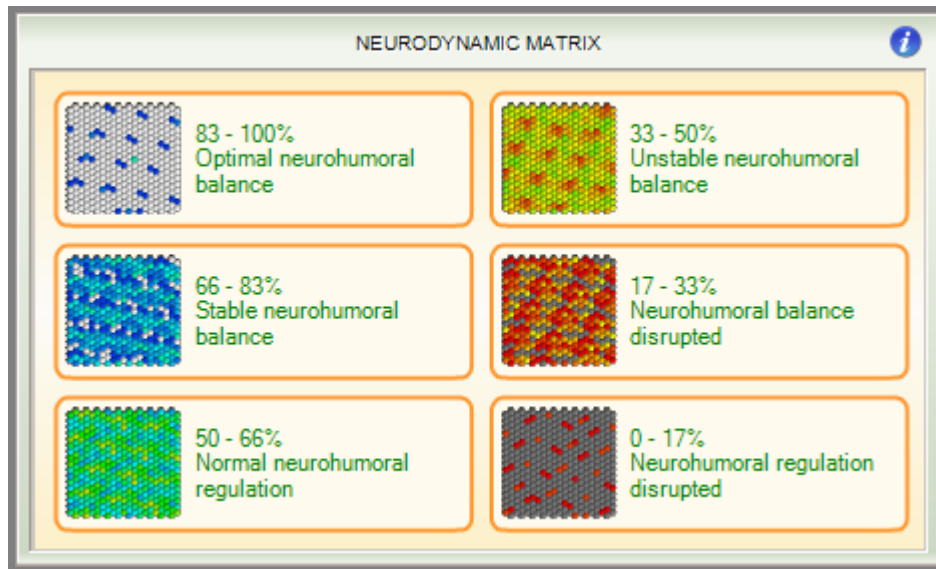 NEURODYNAMIC MATRIX
i
83 - 100%
Optimal neurohumoral
balance
33 - 50%
Unstable neurohumoral
balance
66 - 83%
Stable neurohumoral
balance
17 - 33%
Neurohumoral balance
disrupted
50 - 66%
Normal neurohumoral
regulation
0 - 17%
Neurohumoral regulation
disrupted